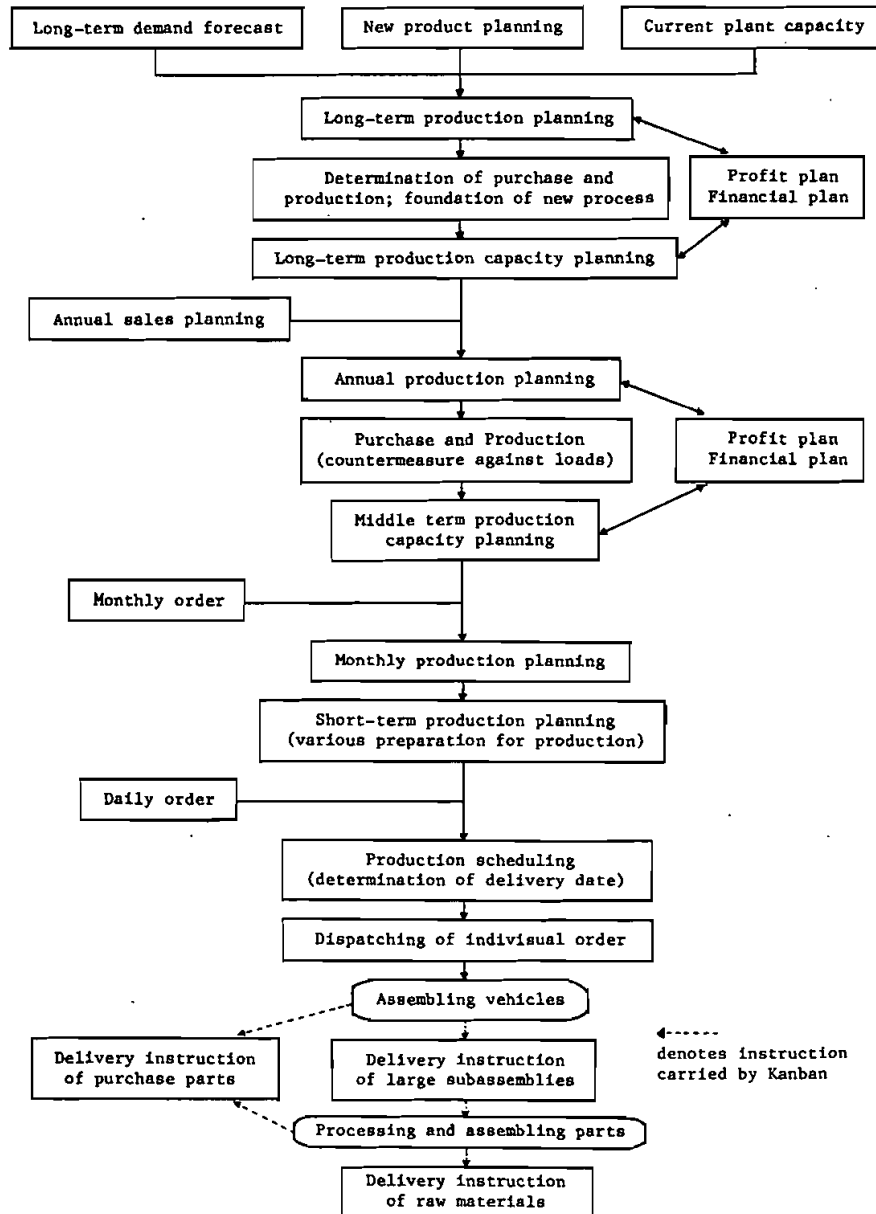 Long-term demand forecast
New product planning
Current plant capacity
Long-term production planning
Determination of purchase and
production; foundation of new process
Profit plan
Financial plan
Long-term production capacity planning
Annual sales planning
Annual production planning
Purchase and Production
(countermeasure against loads)
Profit plan
Financial plan
Middle term production
capacity planning
Monthly order
Monthly production planning
Short-term production planning
(various preparation for production)
Daily order
Production scheduling
(determination of delivery date)
Dispatching of indivisual order
Assembling vehicles
Delivery instruction
of purchase parts
Delivery instruction
of large subassemblies
denotes instruction
carried by Kanban
Processing and assembling parts
Delivery instruction
of raw materials